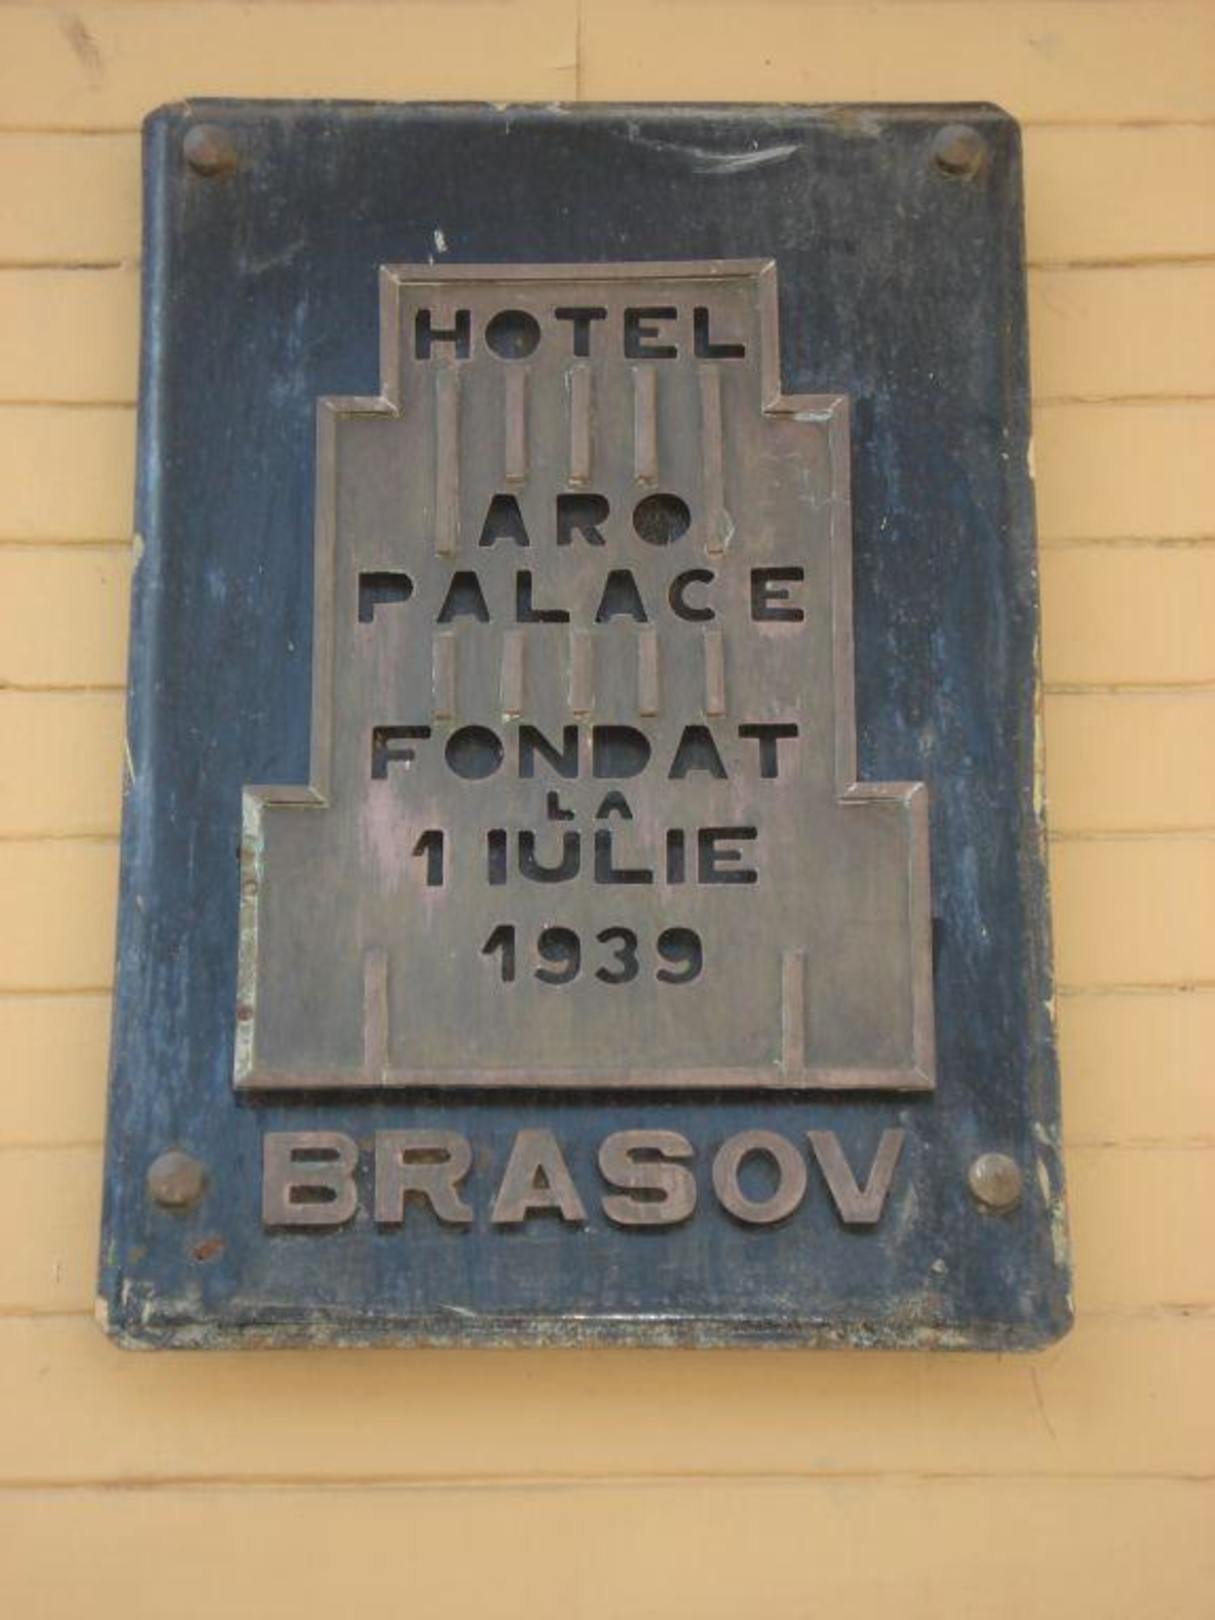 HOTEL
ARO
PALACE
FONDAT
LA
1 IULIE
1939
BRASOV